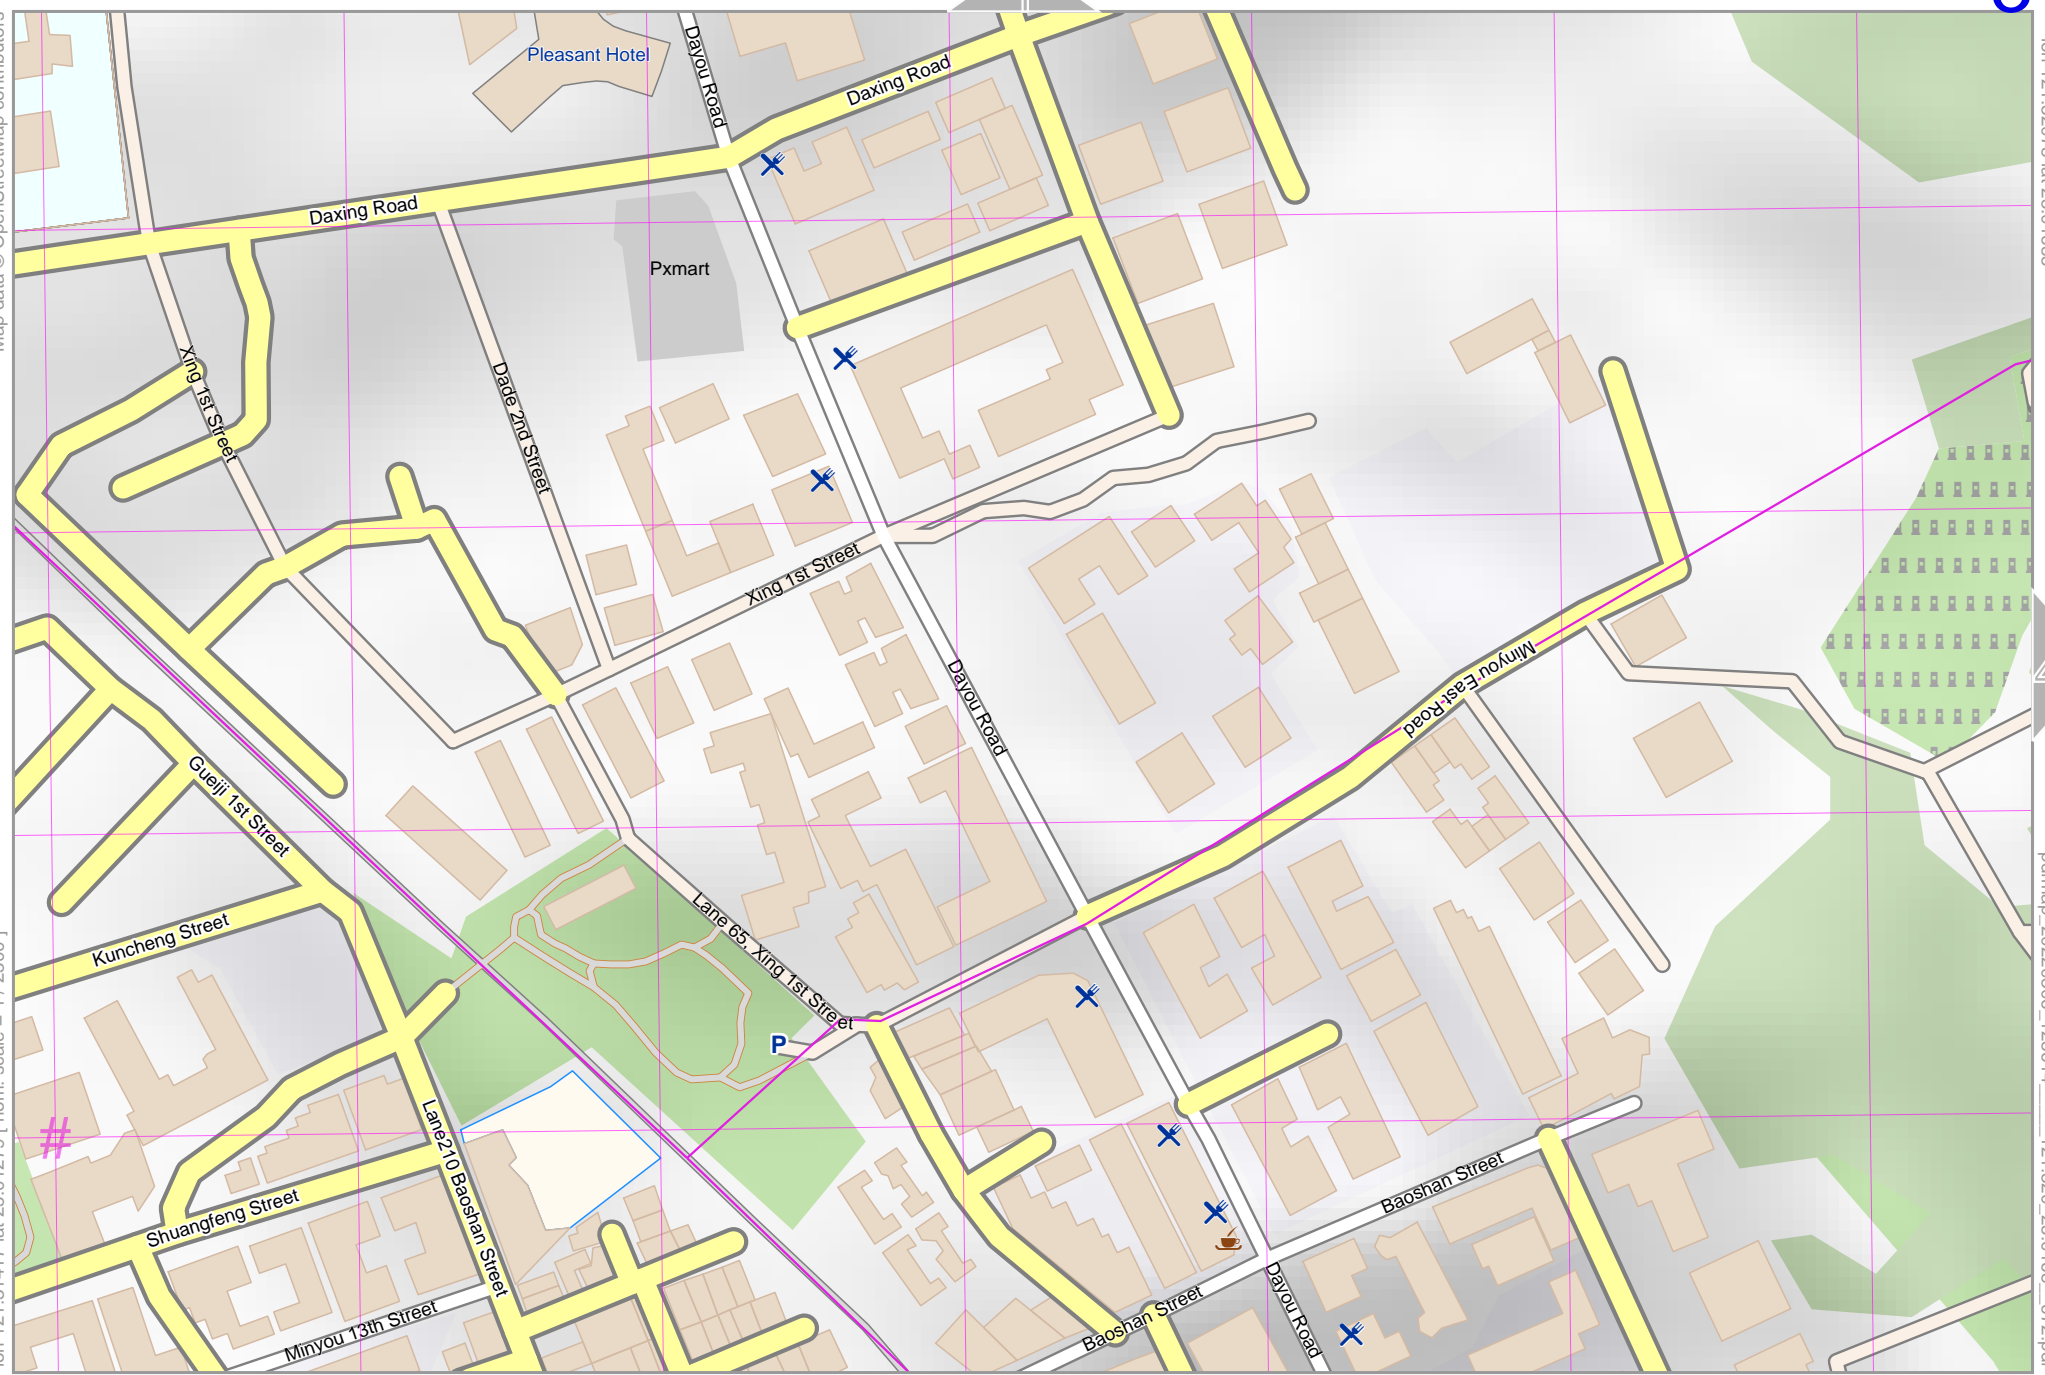 Pleasant Hotel
Dayou Road
Daxing Road
Daxing Road
Pxmart
Xing 1st Street
Dade 2nd Street
Xing 1st Street
Dayou Road
Minyou East Road
Gueiji 1st Street
Kuncheng Street
Lane 65, Xing 1st Street
P
#
Lane210 Baoshan Street
Shuangfeng Street
Baoshan Street
Minyou 13th Street
Baoshan Street
Dayou Road